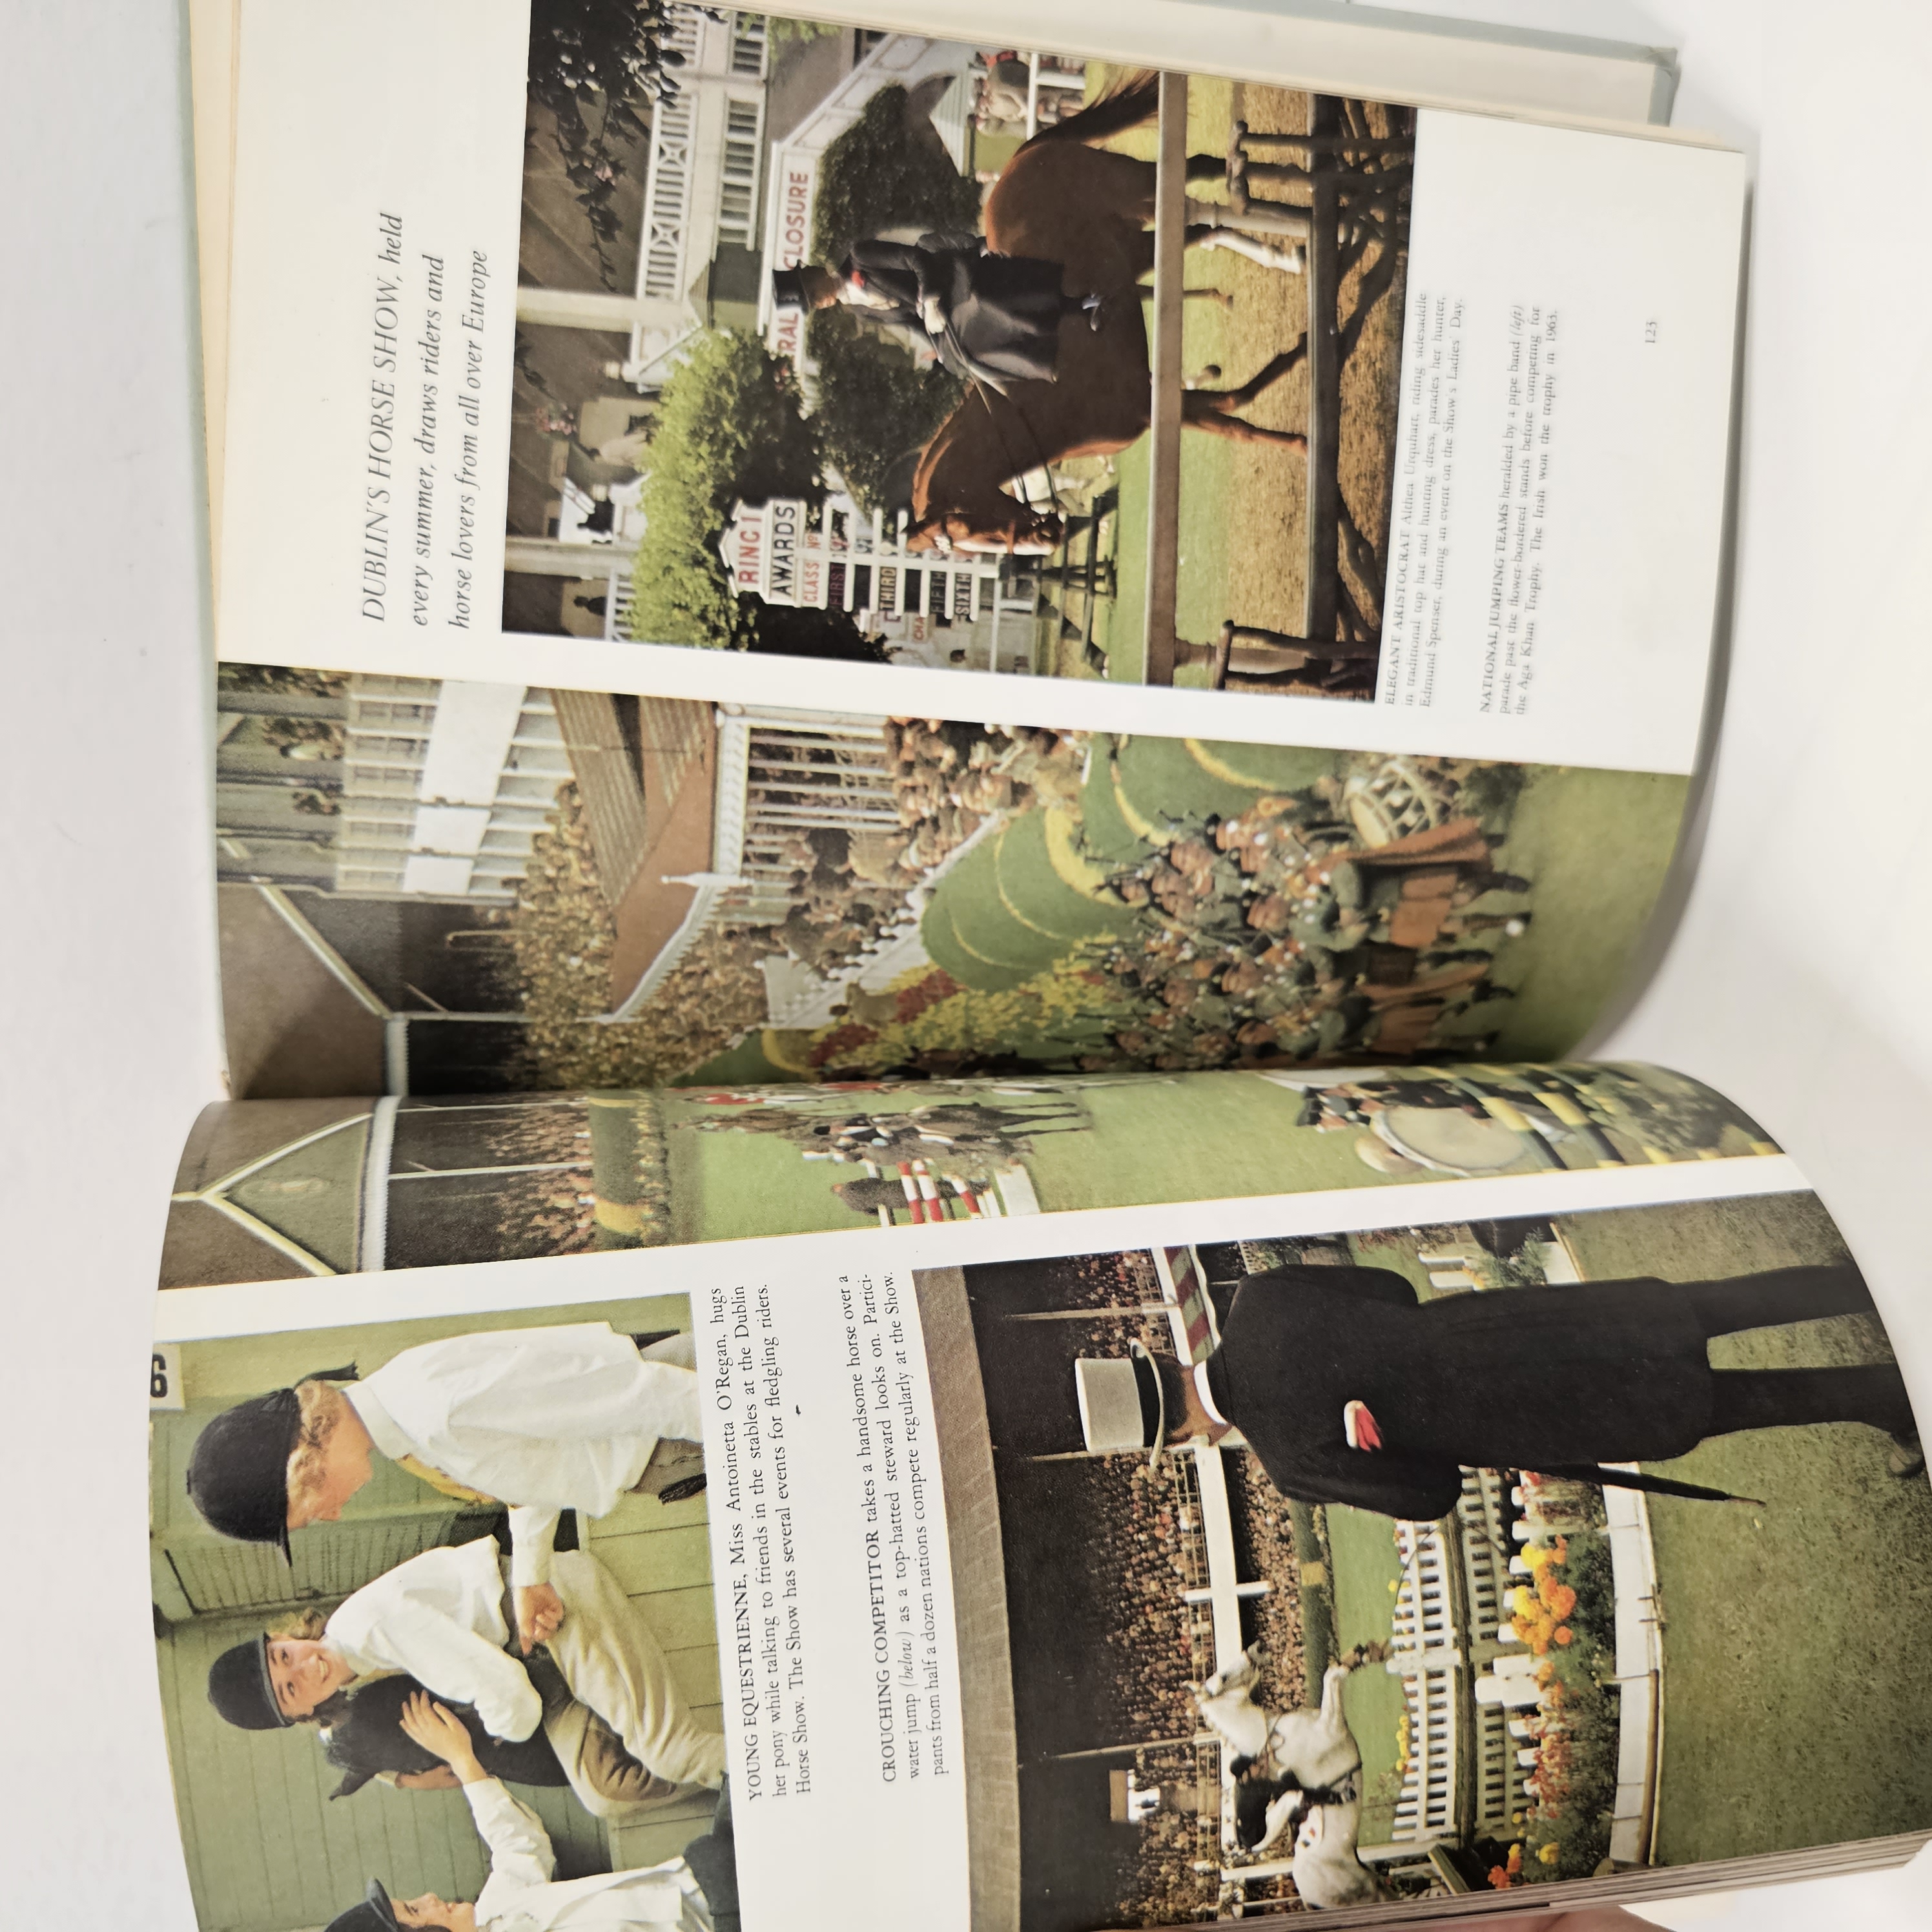 6
YOUNG EQUESTRIENNE, Miss Antoinetta O'Regan, hugs
her pony while talking to friends in the stables at the Dublin
Horse Show. The Show has several events for fledgling riders.
CROUCHING COMPETITOR takes a handsome horse over a
water jump (below) as a top-hatted steward looks on. Partici-
pants from half a dozen nations compete regularly at the Show.
DUBLIN'S HORSE SHOW, held
every summer, draws riders and
horse lovers from all over Europe
RING 1
AWARDS
CLASS Nº
FIRST
THIRD
FIFTH
SIXTH
CLOSURE
ELEGANT ARISTOCRAT Althea Urquhart, riding sidesaddle
in traditional top hat and hunting dress, parades her hunter,
Edmund Spenser, during an event on the Show's Ladies' Day.
NATIONAL JUMPING TEAMS heralded by a pipe band (left)
parade past the flower-bordered stands before competing for
the Aga Khan Trophy. The Irish won the trophy in 1963.
123